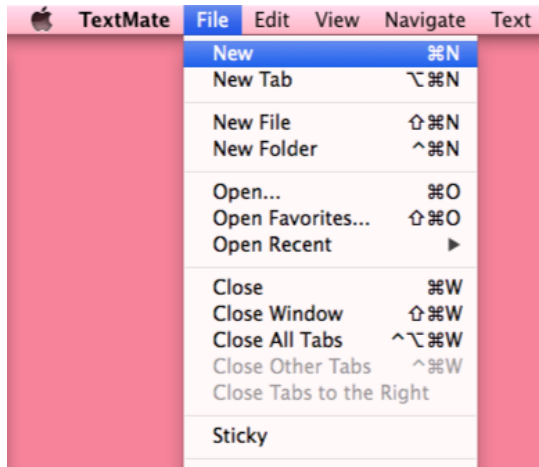 TextMate File Edit View Navigate Text
New ⌘N
New Tab ⌥⌘N
New File ⇧⌘N
New Folder ^⌘N
Open... ⌘O
Open Favorites... ⇧⌘O
Open Recent ▶
Close ⌘W
Close Window ⇧⌘W
Close All Tabs ^⌥⌘W
Close Other Tabs ^⌘W
Close Tabs to the Right
Sticky